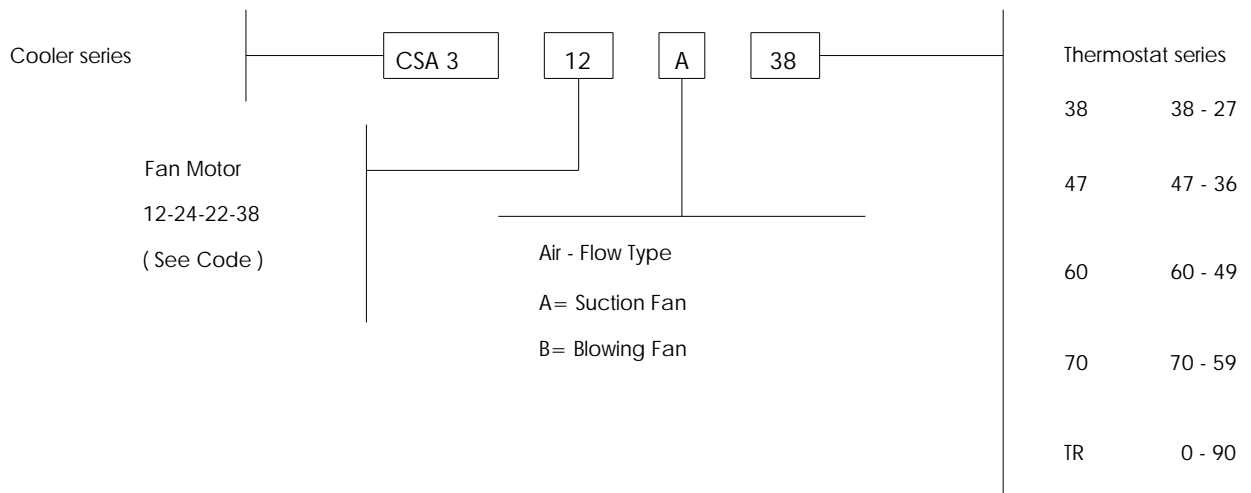 Cooler series
CSA 3 12 A 38
Thermostat series
38 38 - 27
47 47 - 36
60 60 - 49
70 70 - 59
TR 0 - 90
Fan Motor
12-24-22-38
( See Code )
Air - Flow Type
A= Suction Fan
B= Blowing Fan